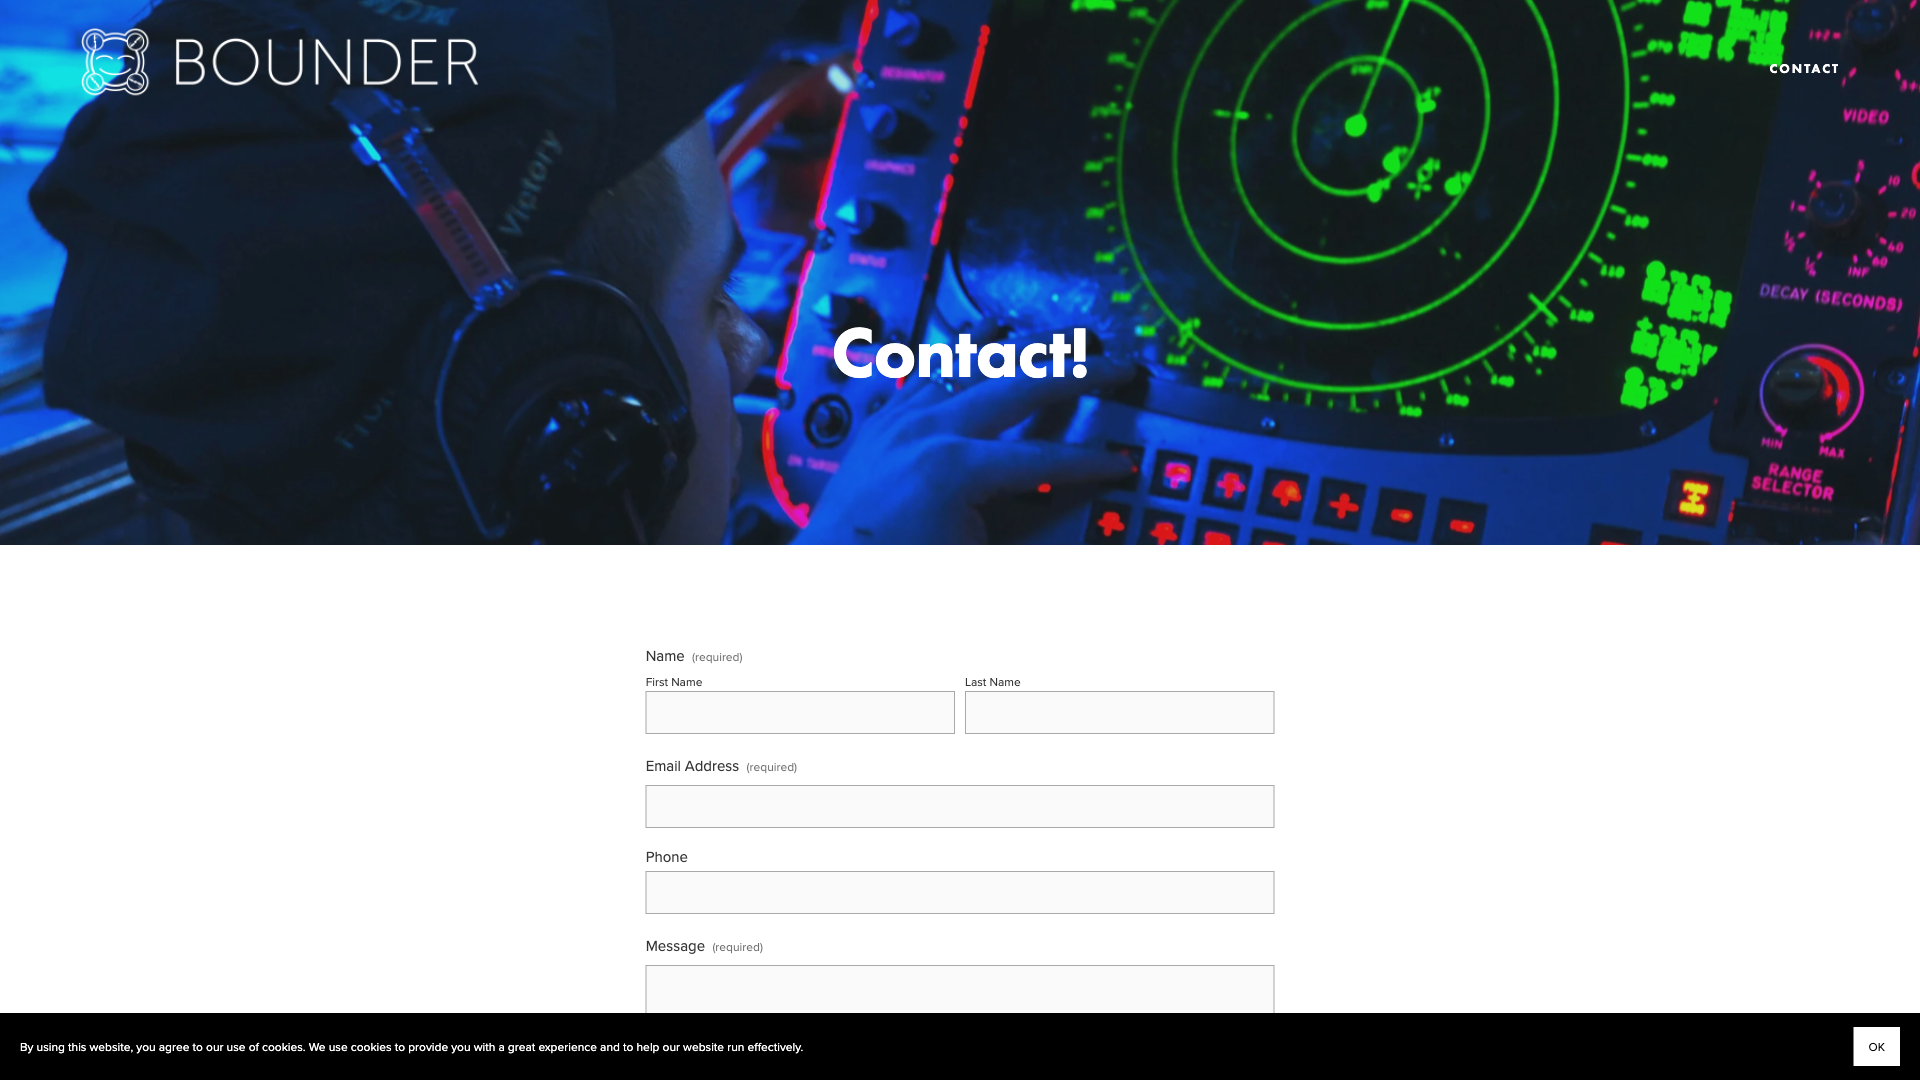 BOUNDER
CONTACT
Victory
VIDEO
DECAY (SECONDS)
MIN
MAX
RANGE
SELECTOR
Contact!
Name (required)
First Name
Last Name
Email Address (required)
Phone
Message (required)
By using this website, you agree to our use of cookies. We use cookies to provide you with a great experience and to help our website run effectively.
OK